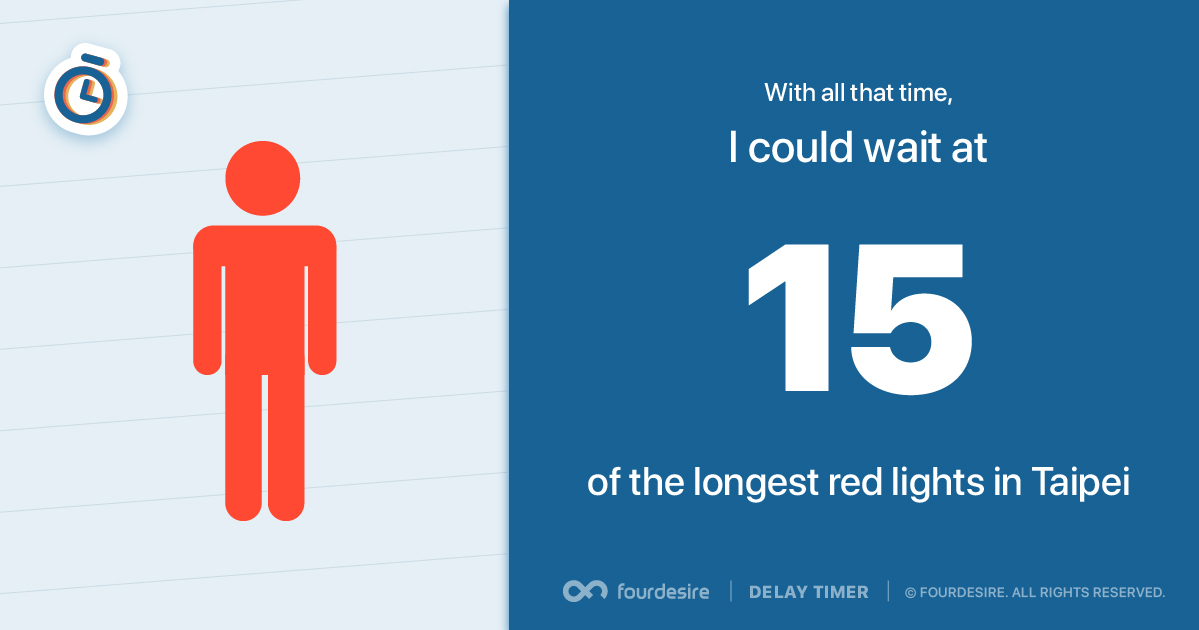 With all that time,
I could wait at
15
of the longest red lights in Taipei
fourdesire | DELAY TIMER | © FOURDESIRE. ALL RIGHTS RESERVED.